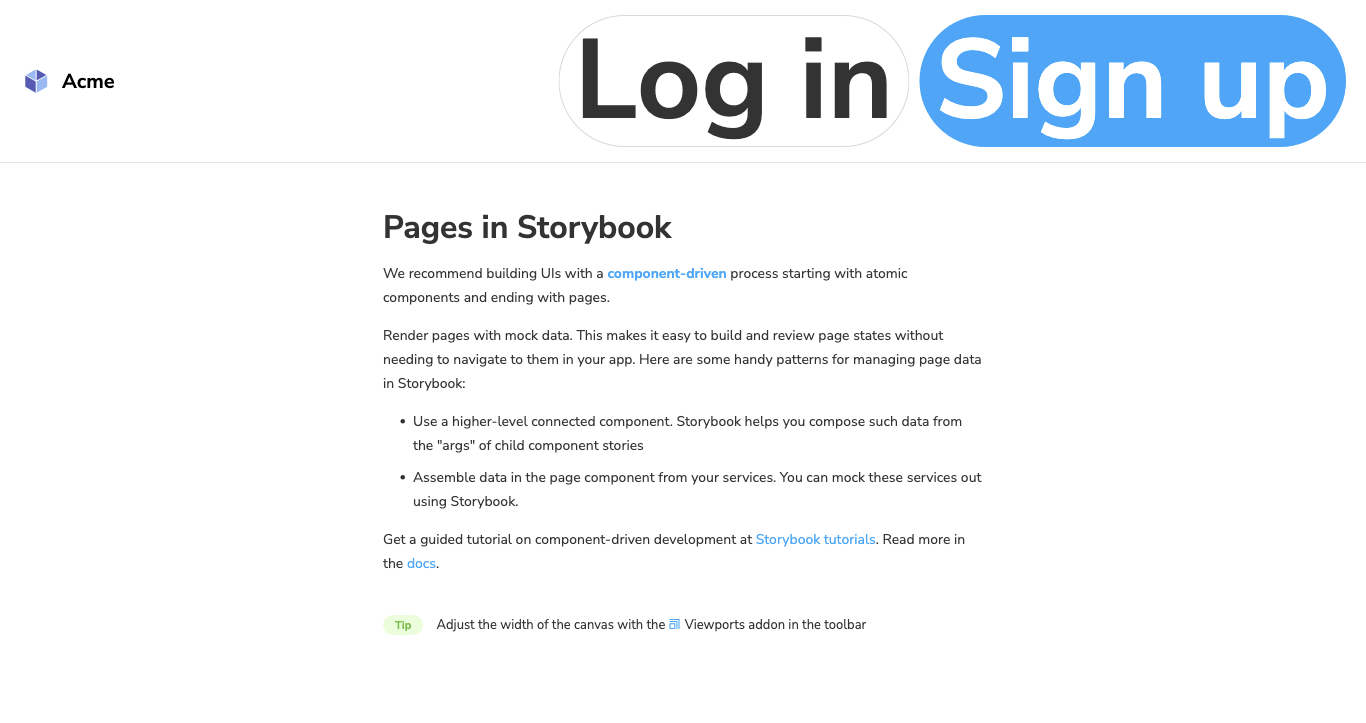 Acme
Log in
Sign up
Pages in Storybook
We recommend building UIs with a component-driven process starting with atomic
components and ending with pages.
Render pages with mock data. This makes it easy to build and review page states without
needing to navigate to them in your app. Here are some handy patterns for managing page data
in Storybook:
• Use a higher-level connected component. Storybook helps you compose such data from
the "args" of child component stories
• Assemble data in the page component from your services. You can mock these services out
using Storybook.
Get a guided tutorial on component-driven development at Storybook tutorials. Read more in
the docs.
Tip Adjust the width of the canvas with the Viewports addon in the toolbar